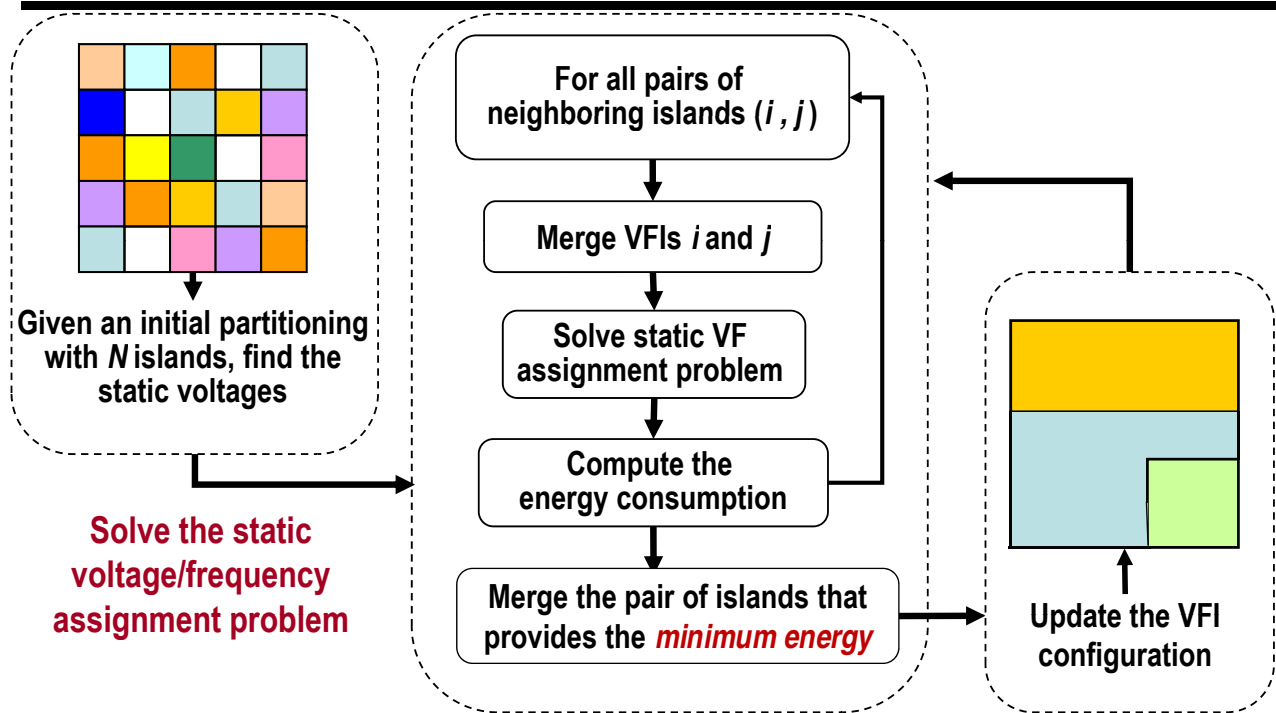 Given an initial partitioning
with N islands, find the
static voltages
Solve the static
voltage/frequency
assignment problem
For all pairs of
neighboring islands (i , j )
Merge VFIs i and j
Solve static VF
assignment problem
Compute the
energy consumption
Merge the pair of islands that
provides the minimum energy
Update the VFI
configuration